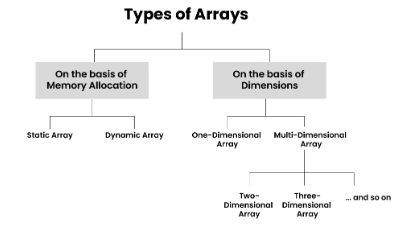 Types of Arrays
On the basis of
Memory Allocation
On the basis of
Dimensions
Static Array
Dynamic Array
One-Dimensional
Array
Multi-Dimensional
Array
Two-
Dimensional
Array
Three-
Dimensional
Array
... and so on